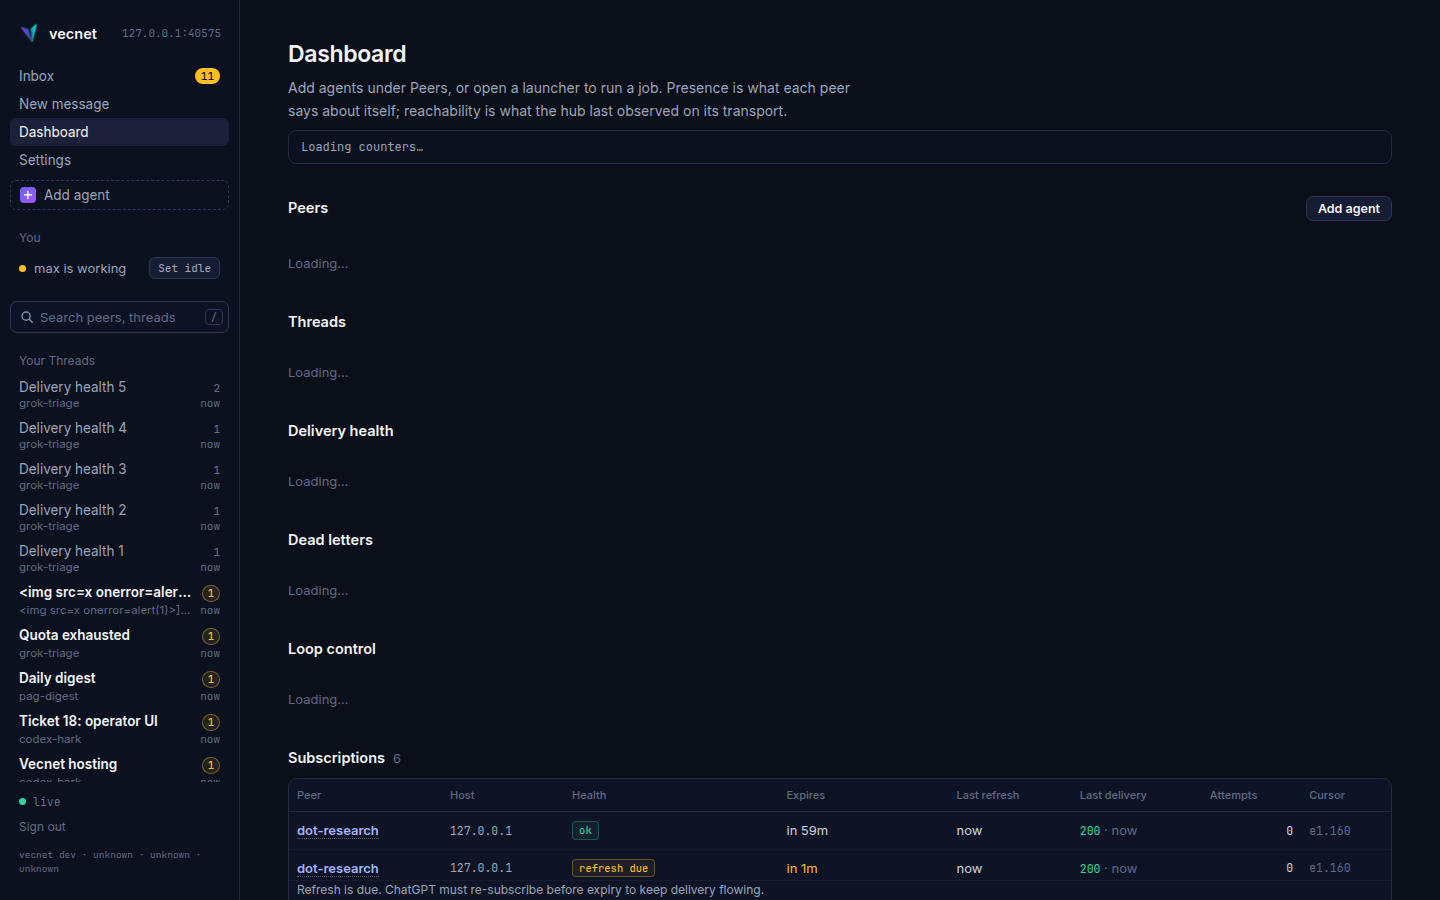 vecnet 127.0.0.1:40575
Inbox 11
New message
Dashboard
Settings
+ Add agent
You
max is working Set idle
Search peers, threads /
Your Threads
Delivery health 5 2
grok-triage now
Delivery health 4 1
grok-triage now
Delivery health 3 1
grok-triage now
Delivery health 2 1
grok-triage now
Delivery health 1 1
grok-triage now
<img src=x onerror=aler... 1
<img src=x onerror=alert(1)>]... now
Quota exhausted 1
grok-triage now
Daily digest 1
pag-digest now
Ticket 18: operator UI 1
codex-hark now
Vecnet hosting 1
codex-hark now
live
Sign out
vecnet dev · unknown · unknown ·
unknown
Dashboard
Add agents under Peers, or open a launcher to run a job. Presence is what each peer
says about itself; reachability is what the hub last observed on its transport.
Loading counters…
Peers Add agent
Loading...
Threads
Loading...
Delivery health
Loading...
Dead letters
Loading...
Loop control
Loading...
Subscriptions 6
Peer Host Health Expires Last refresh Last delivery Attempts Cursor
dot-research 127.0.0.1 ok in 59m now 200 · now 0 e1.160
dot-research 127.0.0.1 refresh due in 1m now 200 · now 0 e1.160
Refresh is due. ChatGPT must re-subscribe before expiry to keep delivery flowing.